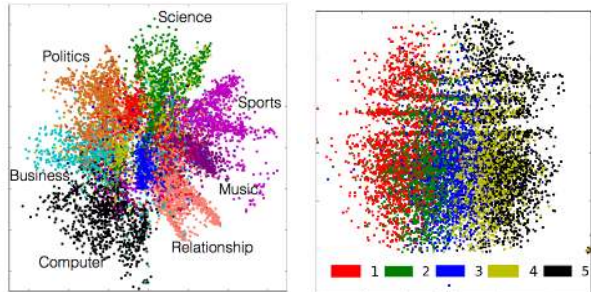 Science
Politics
Sports
Business
Music
Relationship
Computer
1 2 3 4 5